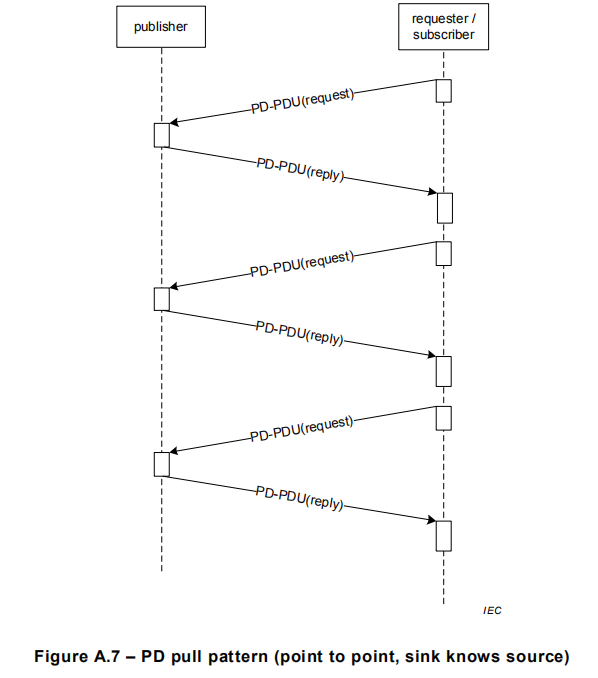 publisher
requester /
subscriber
PD-PDU(request)
PD-PDU(reply)
PD-PDU(request)
PD-PDU(reply)
PD-PDU(request)
PD-PDU(reply)
IEC
Figure A.7 – PD pull pattern (point to point, sink knows source)